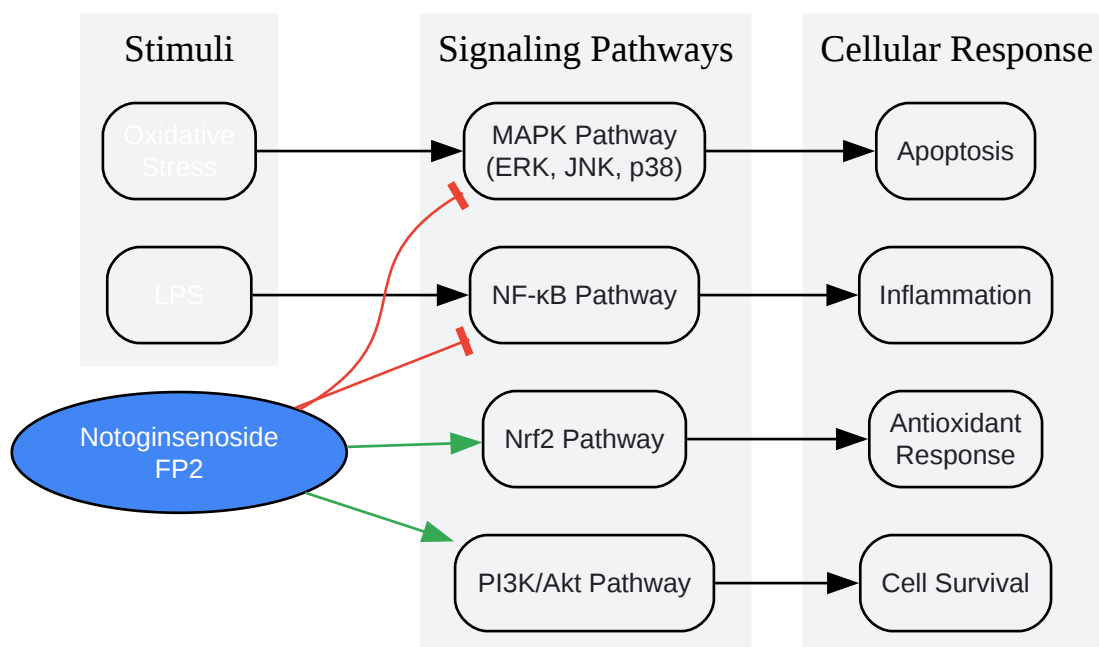 Stimuli
Signaling Pathways
Cellular Response
Oxidative
Stress
MAPK Pathway
(ERK, JNK, p38)
Apoptosis
LPS
NF-κB Pathway
Inflammation
Notoginsenoside
FP2
Nrf2 Pathway
Antioxidant
Response
PI3K/Akt Pathway
Cell Survival